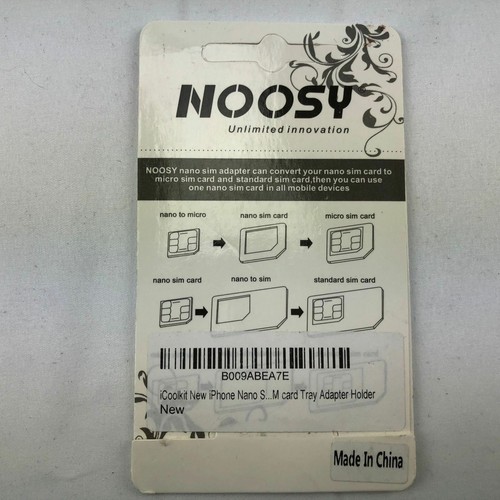 NOOSY
Unlimited innovation
NOOSY nano sim adapter can convert your nano sim card to
micro sim card and standard sim card,then you can use
one nano sim card in all mobile devices
nano to micro nano sim card micro sim card
nano sim card nano to sim standard sim card
B009ABEA7E
iCoolkit New iPhone Nano S...M card Tray Adapter Holder
New
Made In China